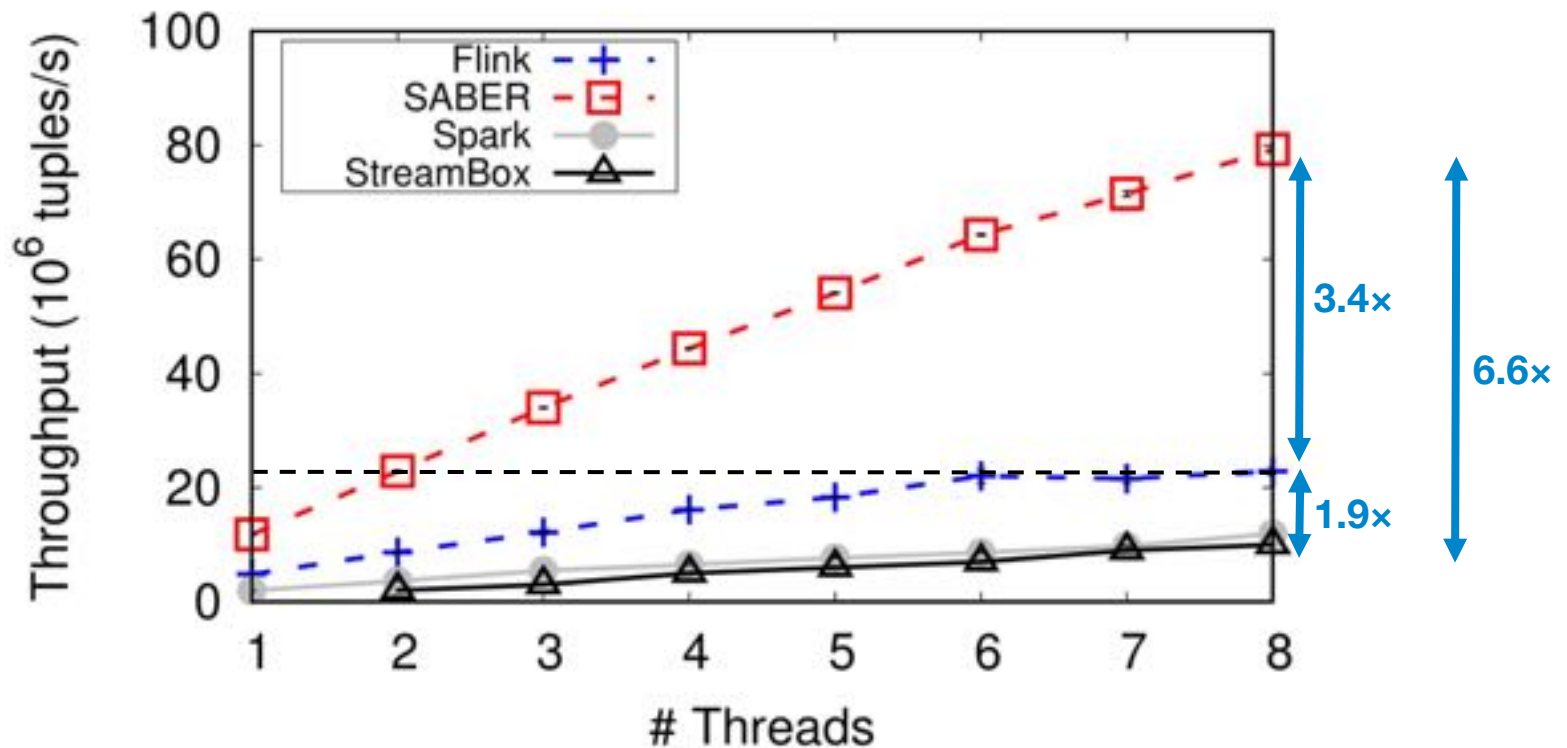 Throughput (10⁶ tuples/s)
100
80
60
40
20
0
Flink
SABER
Spark
StreamBox
3.4×
6.6×
1.9×
1 2 3 4 5 6 7 8
# Threads